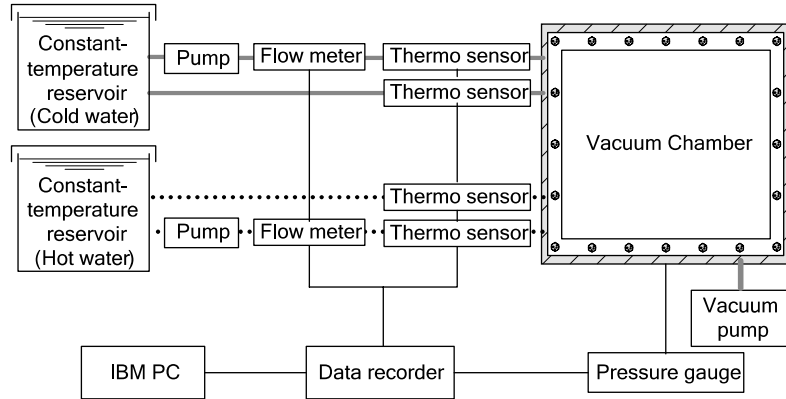 Constant-
temperature
reservoir
(Cold water)
Pump
Flow meter
Thermo sensor
Thermo sensor
Vacuum Chamber
Constant-
temperature
reservoir
(Hot water)
Thermo sensor
Pump
Flow meter
Thermo sensor
Vacuum
pump
IBM PC
Data recorder
Pressure gauge